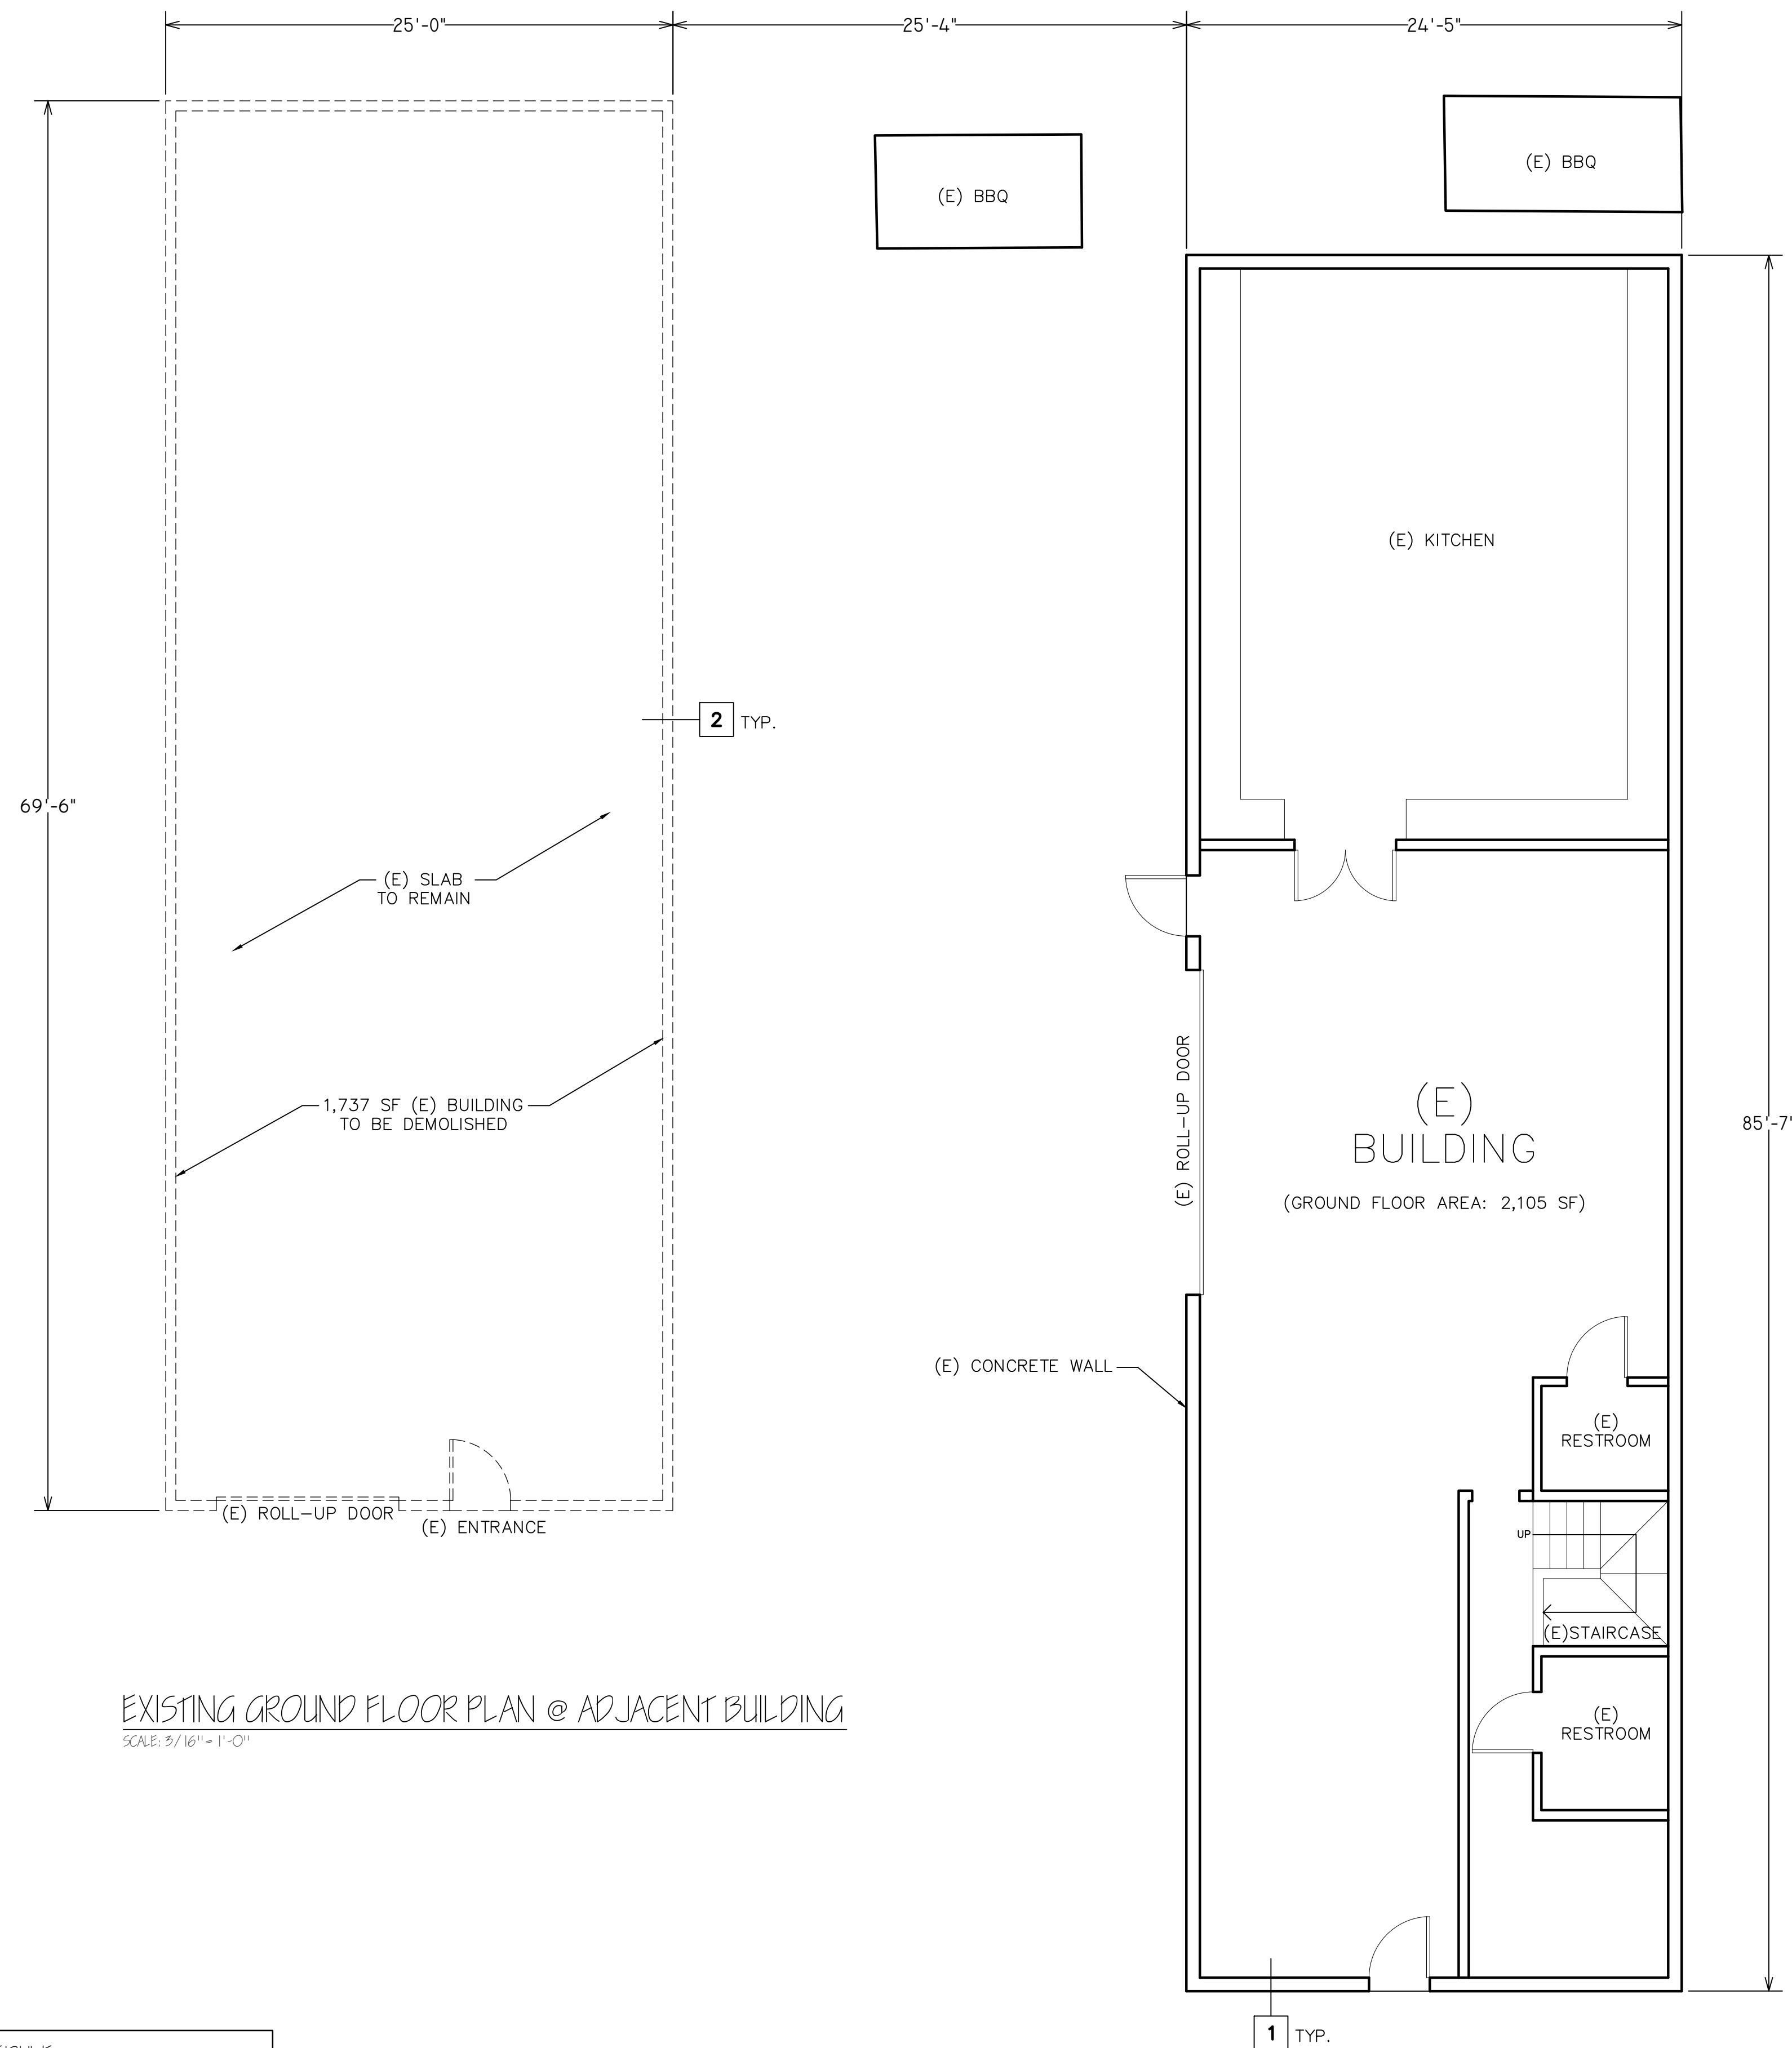 25'-0"
25'-4"
24'-5"
(E) BBQ
(E) BBQ
(E) KITCHEN
2 TYP.
69'-6"
(E) SLAB
TO REMAIN
1,737 SF (E) BUILDING
TO BE DEMOLISHED
(E) ROLL-UP DOOR
(E)
BUILDING
(GROUND FLOOR AREA: 2,105 SF)
85'-7"
(E) CONCRETE WALL
(E)
RESTROOM
(E) ROLL-UP DOOR
(E) ENTRANCE
UP
(E)STAIRCASE
(E)
RESTROOM
EXISTING GROUND FLOOR PLAN @ ADJACENT BUILDING
SCALE: 3/16"= 1'-0"
1 TYP.